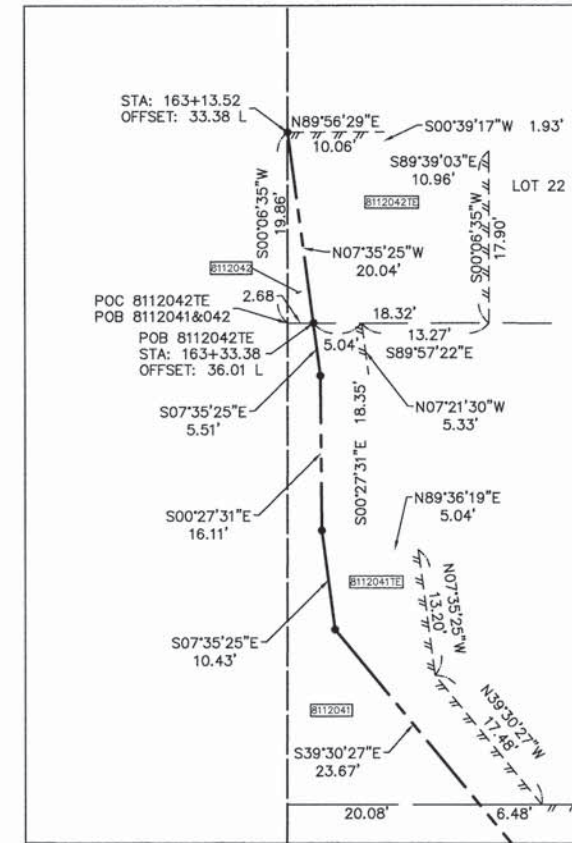 STA: 163+13.52
OFFSET: 33.38 L
N89°56'29"E
10.06'
S00°39'17"W 1.93'
S89°39'03"E
10.96'
LOT 22
8112042TE
S00°06'35"W
19.86'
S00°06'35"W
17.90'
N07°35'25"W
20.04'
8112042
POC 8112042TE
POB 8112041&042
2.68
18.32'
POB 8112042TE
STA: 163+33.38
OFFSET: 36.01 L
5.04'
13.27'
S89°57'22"E
S07°35'25"E
5.51'
N07°21'30"W
5.33'
S00°27'31"E 18.35'
S00°27'31"E
16.11'
N89°36'19"E
5.04'
8112041TE
N07°35'25"W
13.20'
S07°35'25"E
10.43'
N39°30'27"W
17.48'
8112041
S39°30'27"E
23.67'
20.08'
6.48'